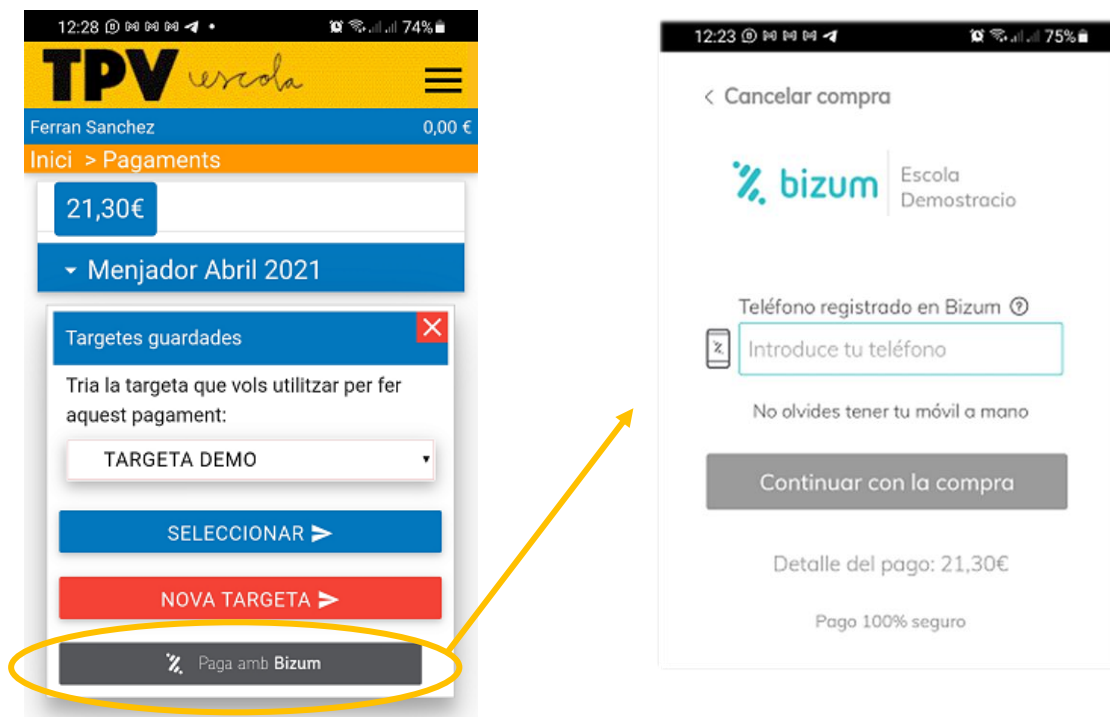 12:28 74%
TPV escola
Ferran Sanchez 0,00 €
Inici > Pagaments
21,30€
Menjador Abril 2021
Targetes guardades
Tria la targeta que vols utilitzar per fer
aquest pagament:
TARGETA DEMO
SELECCIONAR
NOVA TARGETA
Paga amb Bizum
12:23 75%
< Cancelar compra
bizum
Escola
Demostracio
Teléfono registrado en Bizum
Introduce tu teléfono
No olvides tener tu móvil a mano
Continuar con la compra
Detalle del pago: 21,30€
Pago 100% seguro